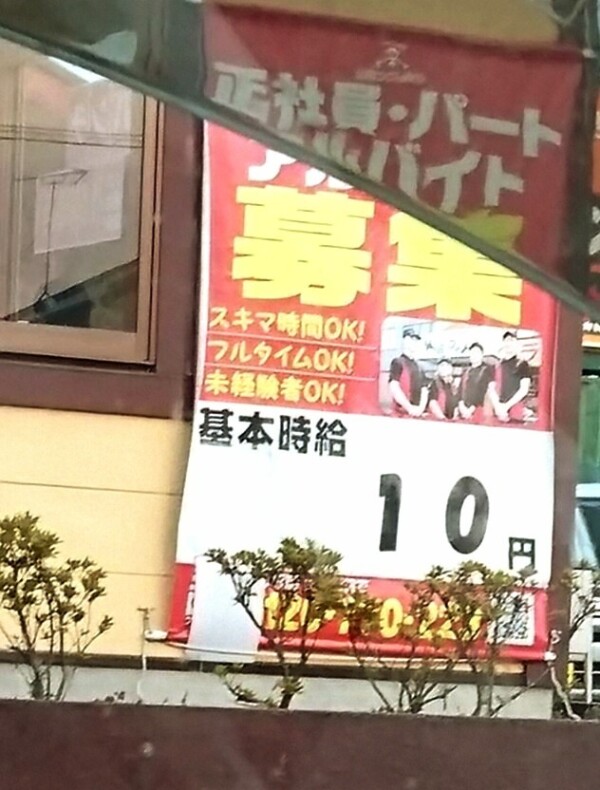 正社員・パート
アルバイト
募集
スキマ時間OK!
フルタイムOK!
未経験者OK!
基本時給
10円